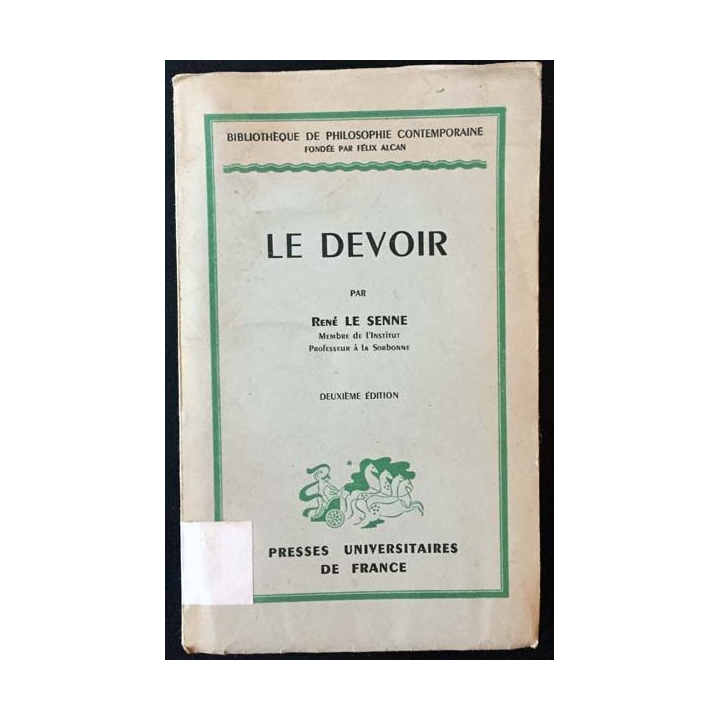 BIBLIOTHÈQUE DE PHILOSOPHIE CONTEMPORAINE
FONDÉE PAR FÉLIX ALCAN
LE DEVOIR
PAR
RENÉ LE SENNE
MEMBRE DE L'INSTITUT
PROFESSEUR À LA SORBONNE
DEUXIÈME ÉDITION
PRESSES UNIVERSITAIRES
DE FRANCE